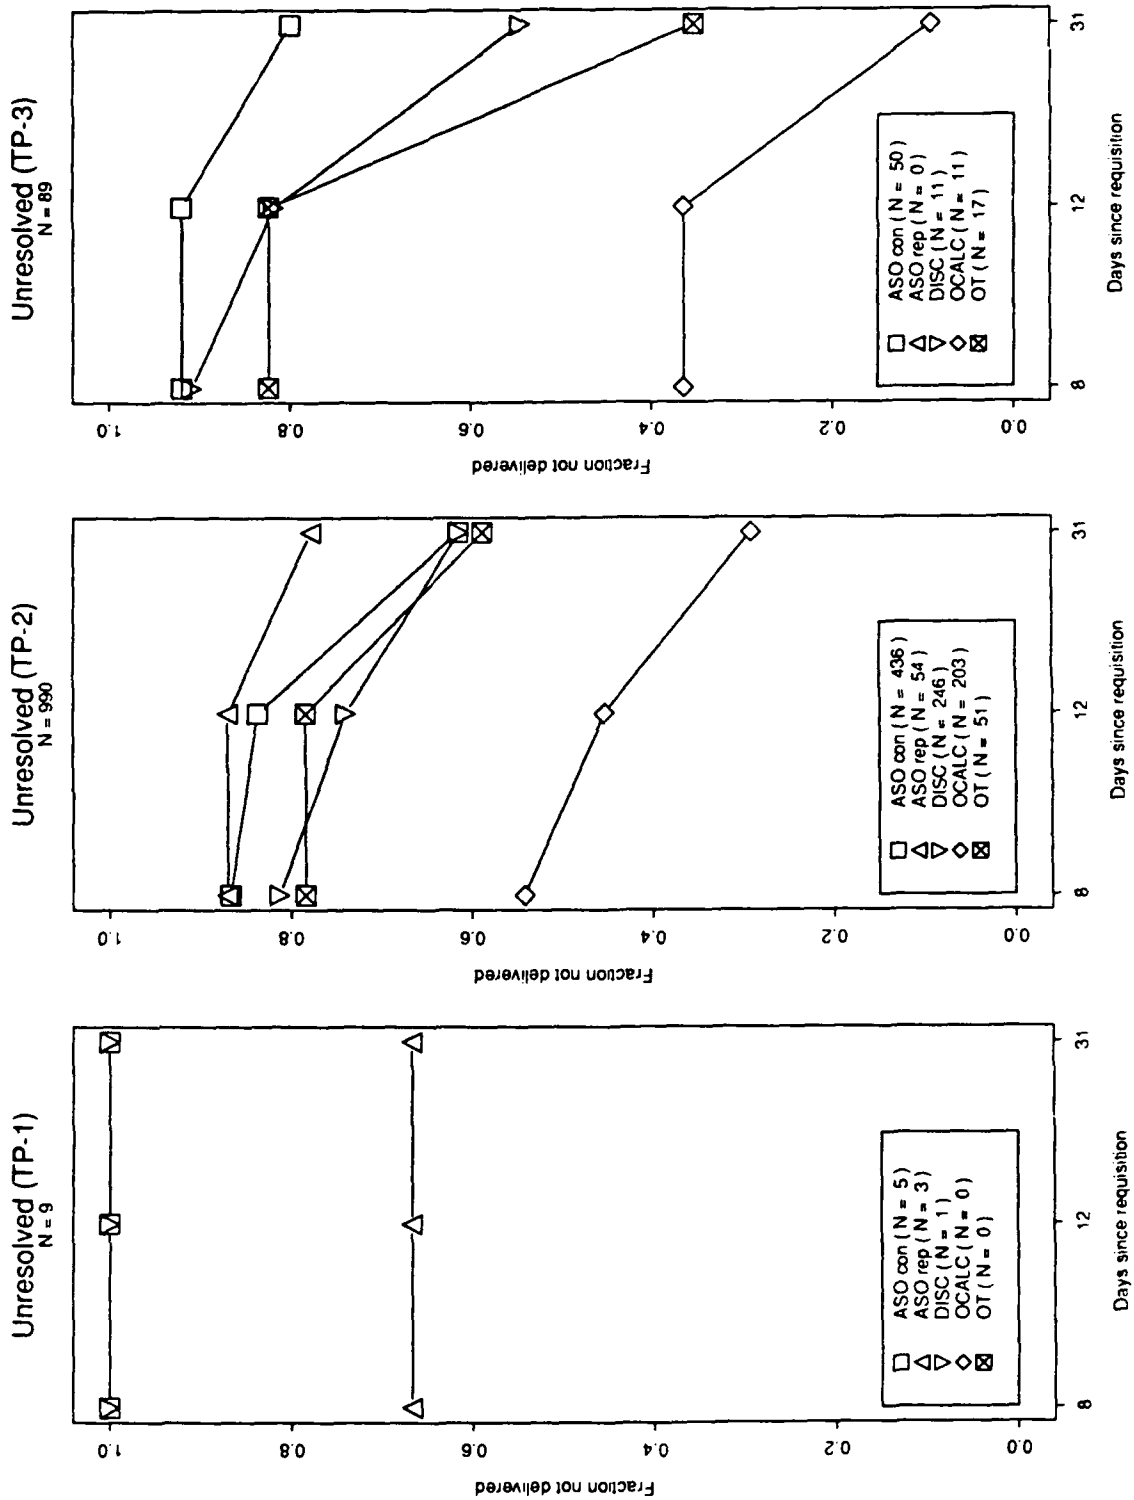 Unresolved (TP-1)
N = 9
Fraction not delivered
1.0
0.8
0.6
0.4
0.2
0.0
ASO con ( N = 5 )
ASO rep ( N = 3 )
DISC ( N = 1 )
OCALC ( N = 0 )
OT ( N = 0 )
8
12
31
Days since requisition
Unresolved (TP-2)
N = 990
Fraction not delivered
1.0
0.8
0.6
0.4
0.2
0.0
ASO con ( N = 436 )
ASO rep ( N = 54 )
DISC ( N = 246 )
OCALC ( N = 203 )
OT ( N = 51 )
8
12
31
Days since requisition
Unresolved (TP-3)
N = 89
Fraction not delivered
1.0
0.8
0.6
0.4
0.2
0.0
ASO con ( N = 50 )
ASO rep ( N = 0 )
DISC ( N = 11 )
OCALC ( N = 11 )
OT ( N = 17 )
8
12
31
Days since requisition